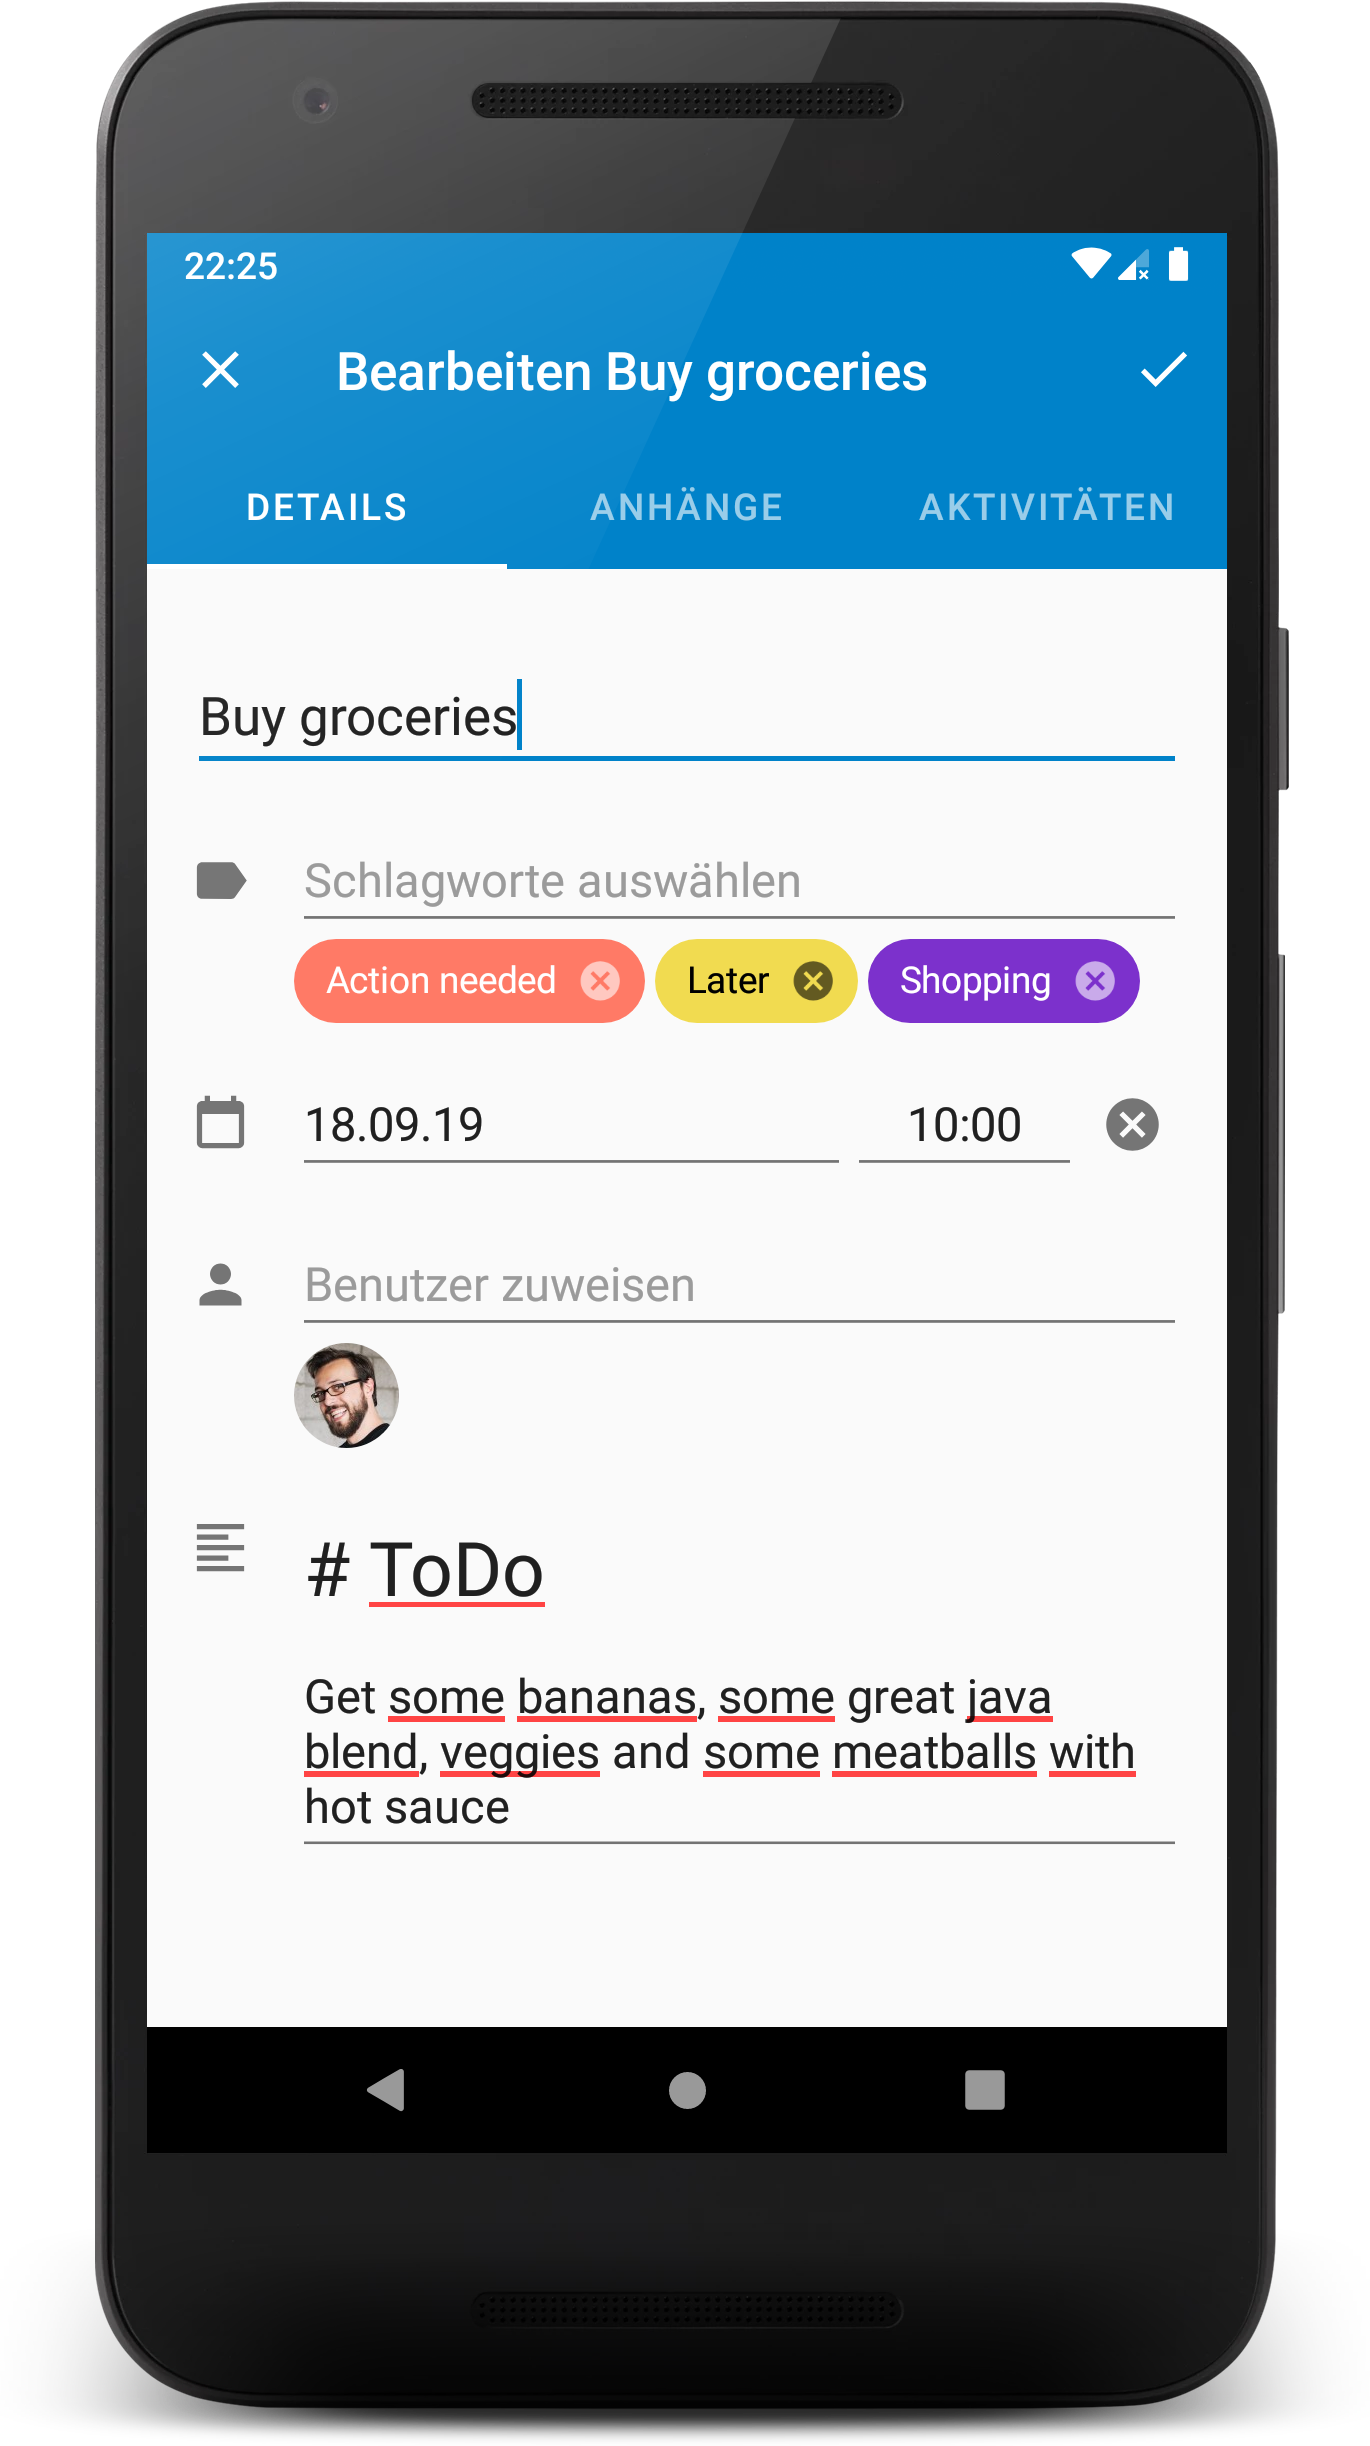 22:25
Bearbeiten Buy groceries
DETAILS ANHÄNGE AKTIVITÄTEN
Buy groceries
Schlagworte auswählen
Action needed Later Shopping
18.09.19 10:00
Benutzer zuweisen
# ToDo
Get some bananas, some great java
blend, veggies and some meatballs with
hot sauce